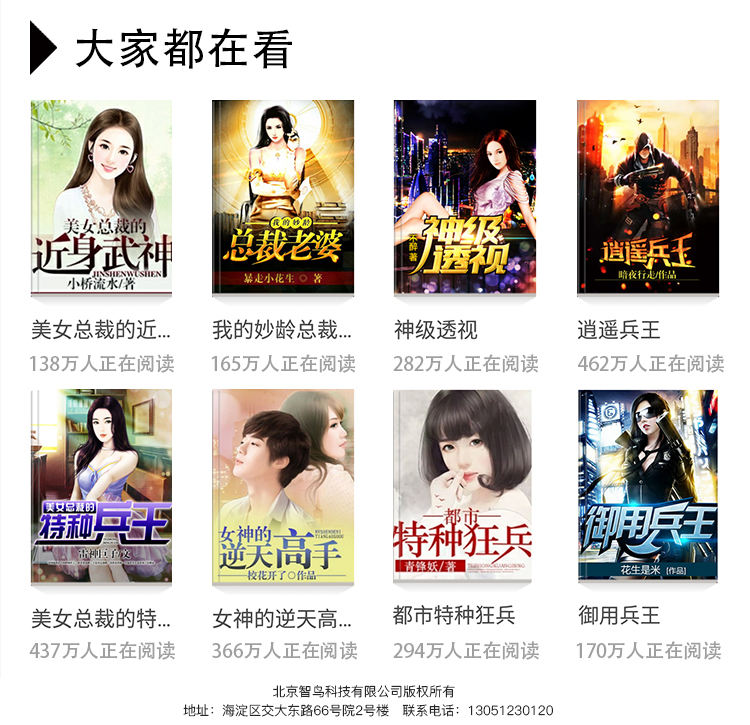 大家都在看
美女总裁的
近身武神
JINSHENWUSHEN
小桥流水/著
我的妙龄
总裁老婆
暴走小花生 ◎ 著
神级
透视
不醉 著
逍遥兵王
暗夜行走/作品
美女总裁的近...
我的妙龄总裁...
神级透视
逍遥兵王
138万人正在阅读
165万人正在阅读
282万人正在阅读
462万人正在阅读
美女总裁的
特种兵王
雷神巨子/文
女神的
逆天高手
NVSHENDENI
TIANGAOSHOU
校花开了◎作品
都市
特种狂兵
青锋妖/著
TEZHONGKUANGBING
御用兵王
花生是米 [作品]
美女总裁的特...
女神的逆天高...
都市特种狂兵
御用兵王
437万人正在阅读
366万人正在阅读
294万人正在阅读
170万人正在阅读
北京智鸟科技有限公司版权所有
地址：海淀区交大东路66号院2号楼 联系电话：13051230120